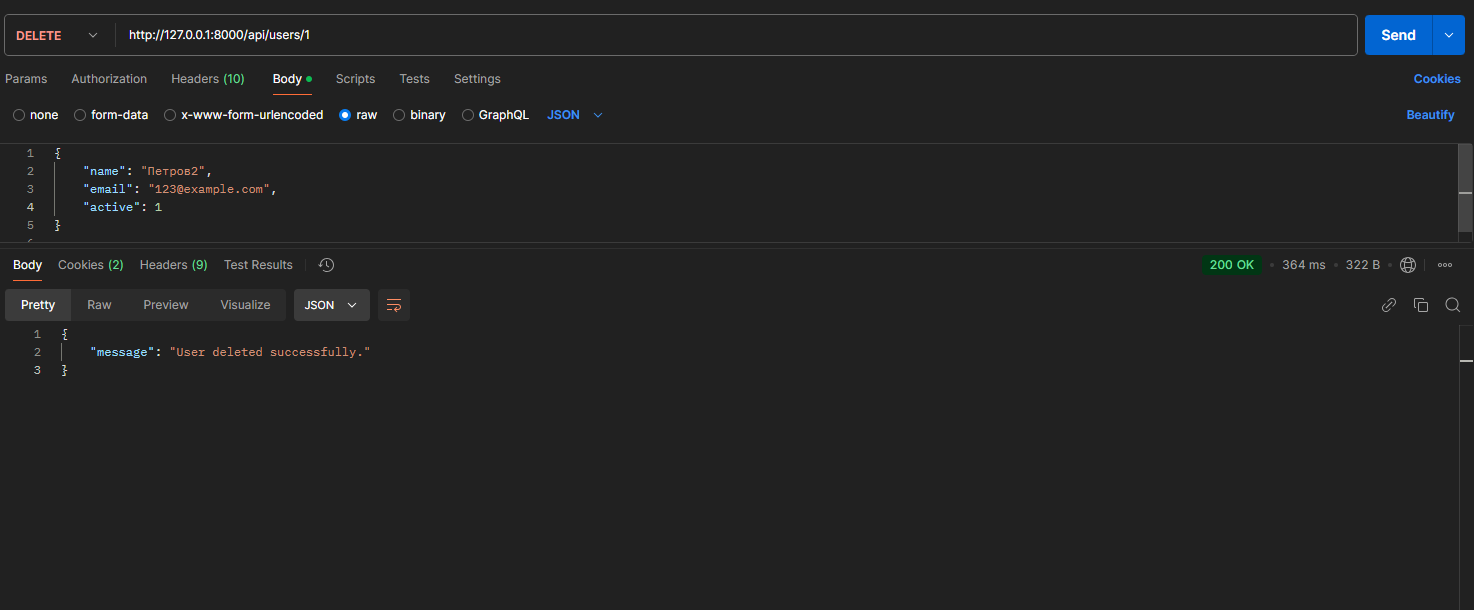 DELETE http://127.0.0.1:8000/api/users/1 Send
Params Authorization Headers (10) Body Scripts Tests Settings Cookies
none form-data x-www-form-urlencoded raw binary GraphQL JSON Beautify
1 {
2 "name": "Петров2",
3 "email": "123@example.com",
4 "active": 1
5 }
Body Cookies (2) Headers (9) Test Results 200 OK 364 ms 322 B
Pretty Raw Preview Visualize JSON
1 {
2 "message": "User deleted successfully."
3 }